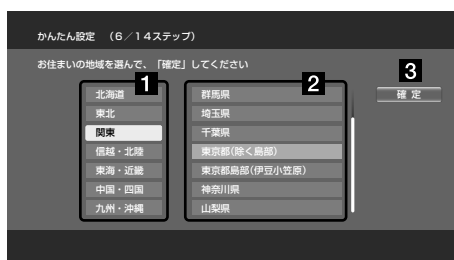 かんたん設定 （6／14ステップ）
お住まいの地域を選んで、「確定」してください
1
北海道
東北
関東
信越・北陸
東海・近畿
中国・四国
九州・沖縄
2
群馬県
埼玉県
千葉県
東京都(除く島部)
東京都島部(伊豆小笠原)
神奈川県
山梨県
3
確 定